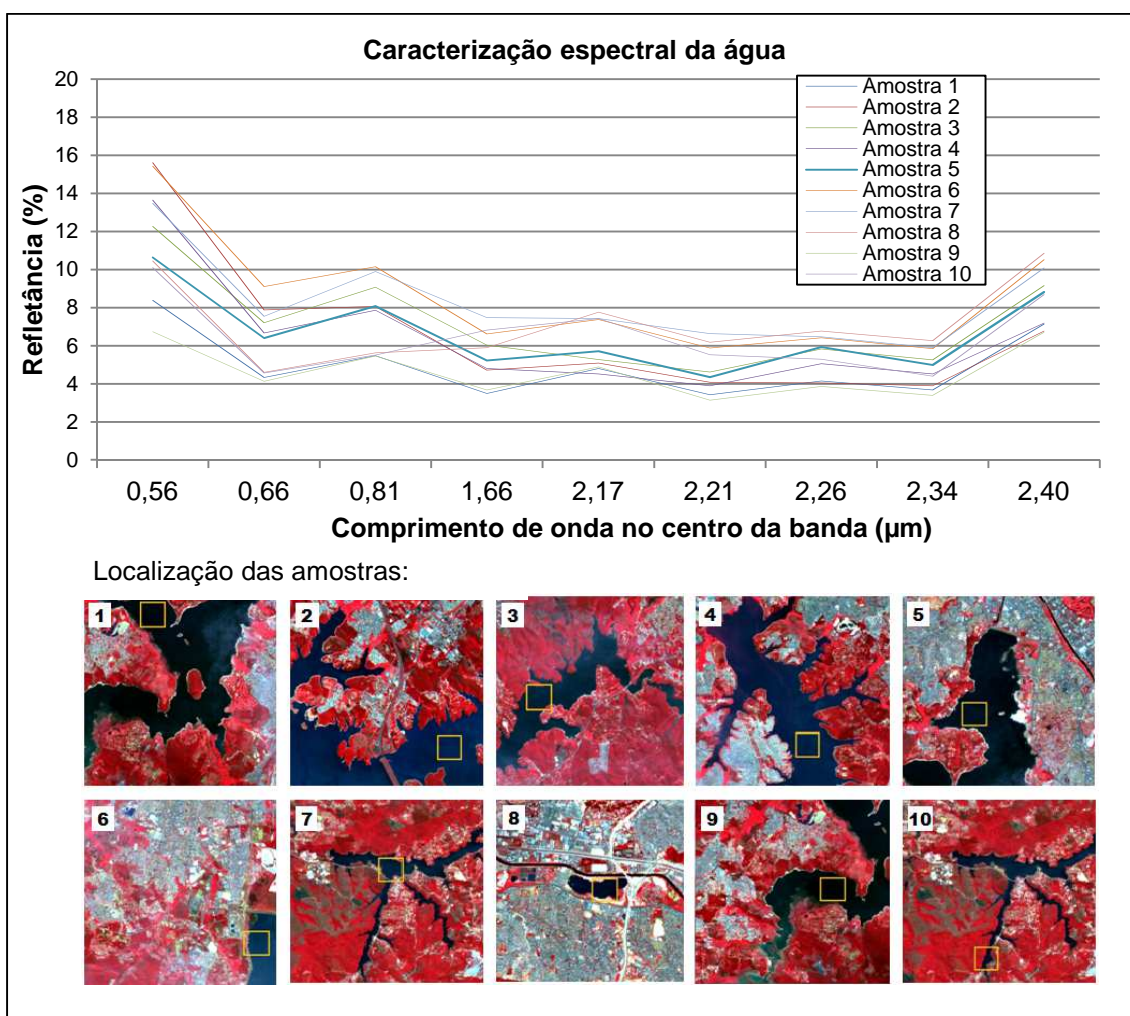 Caracterização espectral da água
20
18
16
14
12
10
8
6
4
2
0
Refletância (%)
Amostra 1
Amostra 2
Amostra 3
Amostra 4
Amostra 5
Amostra 6
Amostra 7
Amostra 8
Amostra 9
Amostra 10
0,56 0,66 0,81 1,66 2,17 2,21 2,26 2,34 2,40
Comprimento de onda no centro da banda (µm)
Localização das amostras:
1 2 3 4 5
6 7 8 9 10